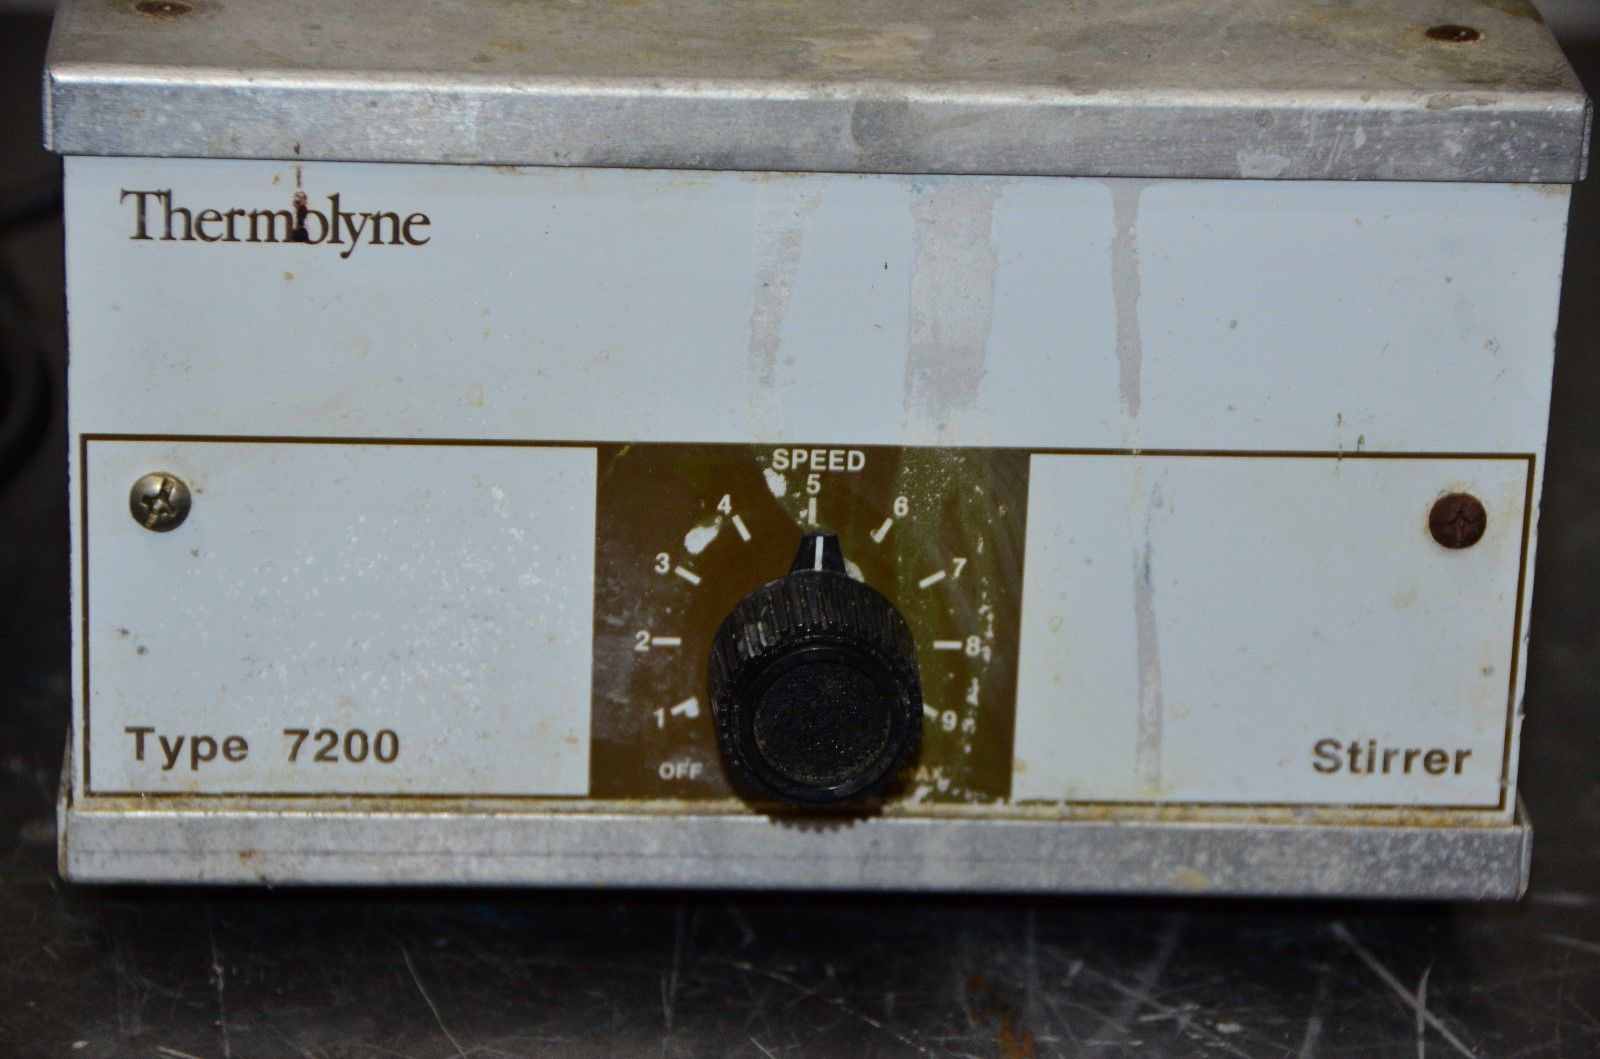 Thermolyne
SPEED
5
4 6
3 7
2 8
1 9
OFF
Type 7200
Stirrer